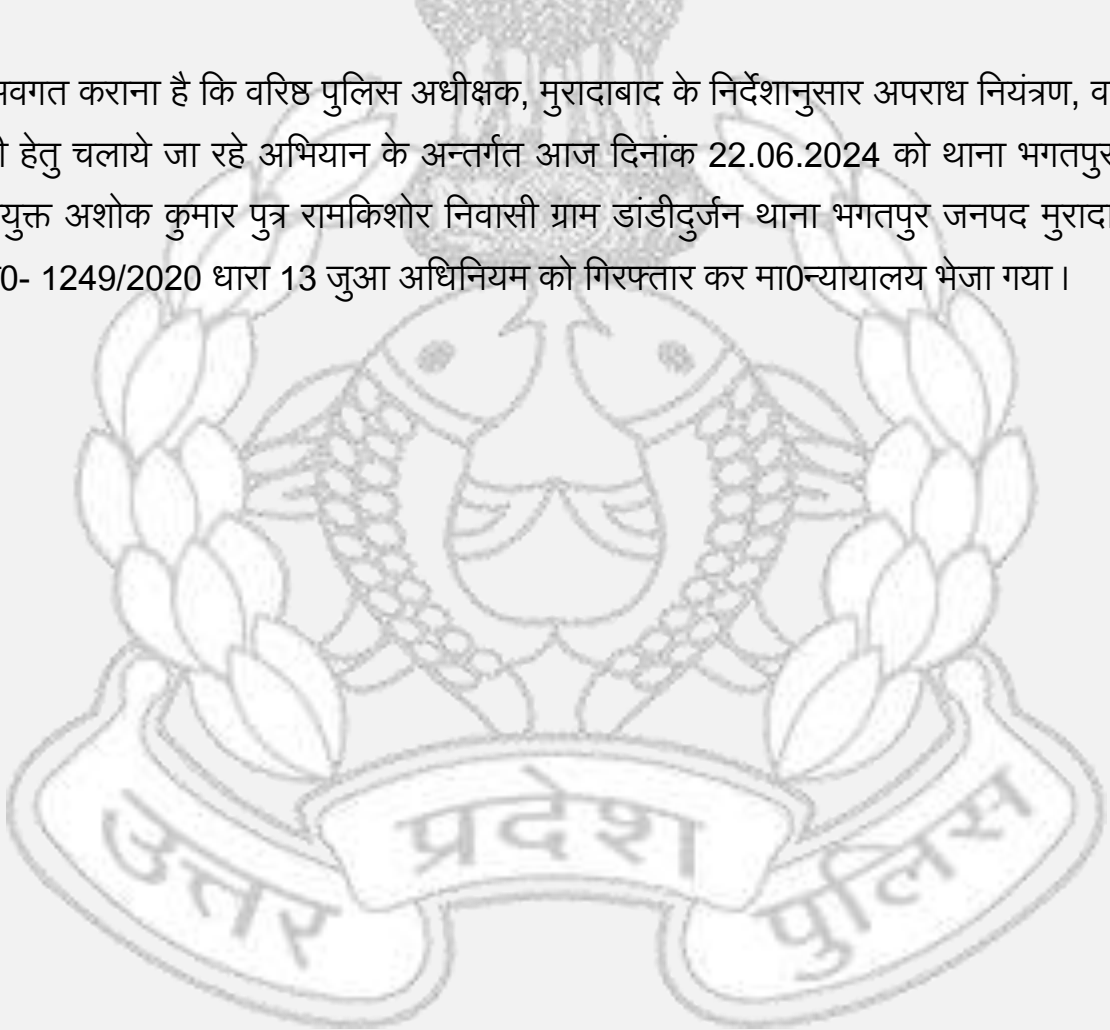 अवगत कराना है कि वरिष्ठ पुलिस अधीक्षक, मुरादाबाद के निर्देशानुसार अपराध नियंत्रण,
हेतु चलाये जा रहे अभियान के अन्तर्गत आज दिनांक 22.06.2024 को थाना भगतपुर
युक्त अशोक कुमार पुत्र रामकिशोर निवासी ग्राम डांडीदुर्जन थाना भगतपुर जनपद मुरादा
0- 1249/2020 धारा 13 जुआ अधिनियम को गिरफ्तार कर मा0न्यायालय भेजा गया।
उत्तर प्रदेश पुलिस